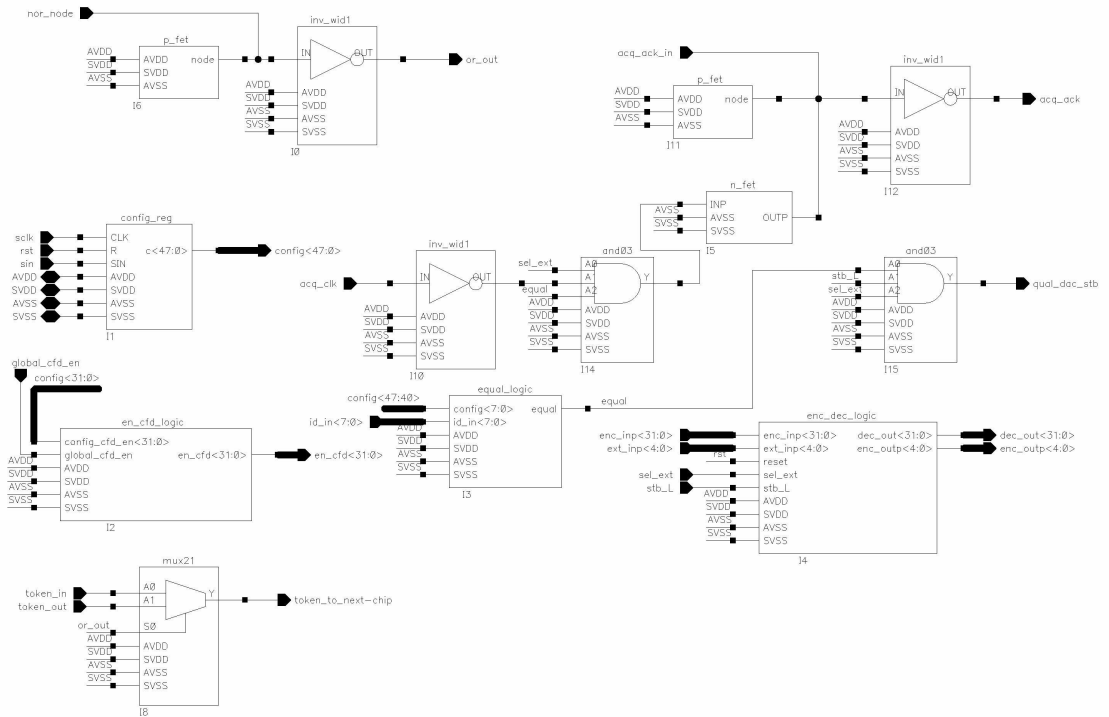 nor_node
p_fet
AVDD AVDD node
SVDD SVDD
AVSS AVSS
I6
inv_wid1
IN OUT
or_out
AVDD AVDD
SVDD SVDD
AVSS AVSS
SVSS SVSS
I0
acq_ack_in
p_fet
AVDD AVDD node
SVDD SVDD
AVSS AVSS
I11
inv_wid1
IN OUT
acq_ack
AVDD AVDD
SVDD SVDD
AVSS AVSS
SVSS SVSS
I12
n_fet
INP
AVSS AVSS OUTP
SVSS SVSS
I5
config_reg
sclk CLK
rst R c<47:0> config<47:0>
sin SIN
AVDD AVDD
SVDD SVDD
AVSS AVSS
SVSS SVSS
I1
inv_wid1
acq_clk IN OUT
AVDD AVDD
SVDD SVDD
AVSS AVSS
SVSS SVSS
I10
and03
sel_ext A0
A1 Y
equal A2
AVDD AVDD
SVDD SVDD
AVSS AVSS
SVSS SVSS
I14
and03
A0
stb_L A1 Y qual_dac_stb
sel_ext A2
AVDD AVDD
SVDD SVDD
AVSS AVSS
SVSS SVSS
I15
global_cfd_en
config<31:0>
en_cfd_logic
config_cfd_en<31:0>
global_cfd_en en_cfd<31:0> en_cfd<31:0>
AVDD AVDD
SVDD SVDD
AVSS AVSS
SVSS SVSS
I2
equal_logic
config<47:40> config<7:0> equal equal
id_in<7:0> id_in<7:0>
AVDD AVDD
SVDD SVDD
AVSS AVSS
SVSS SVSS
I3
enc_dec_logic
enc_inp<31:0> enc_inp<31:0> dec_out<31:0> dec_out<31:0>
ext_inp<4:0> ext_inp<4:0> enc_outp<4:0> enc_outp<4:0>
rst reset
sel_ext sel_ext
stb_L stb_L
AVDD AVDD
SVDD SVDD
AVSS AVSS
SVSS SVSS
I4
mux21
token_in A0 Y token_to_next-chip
token_out A1
or_out S0
AVDD AVDD
SVDD SVDD
AVSS AVSS
SVSS SVSS
I8